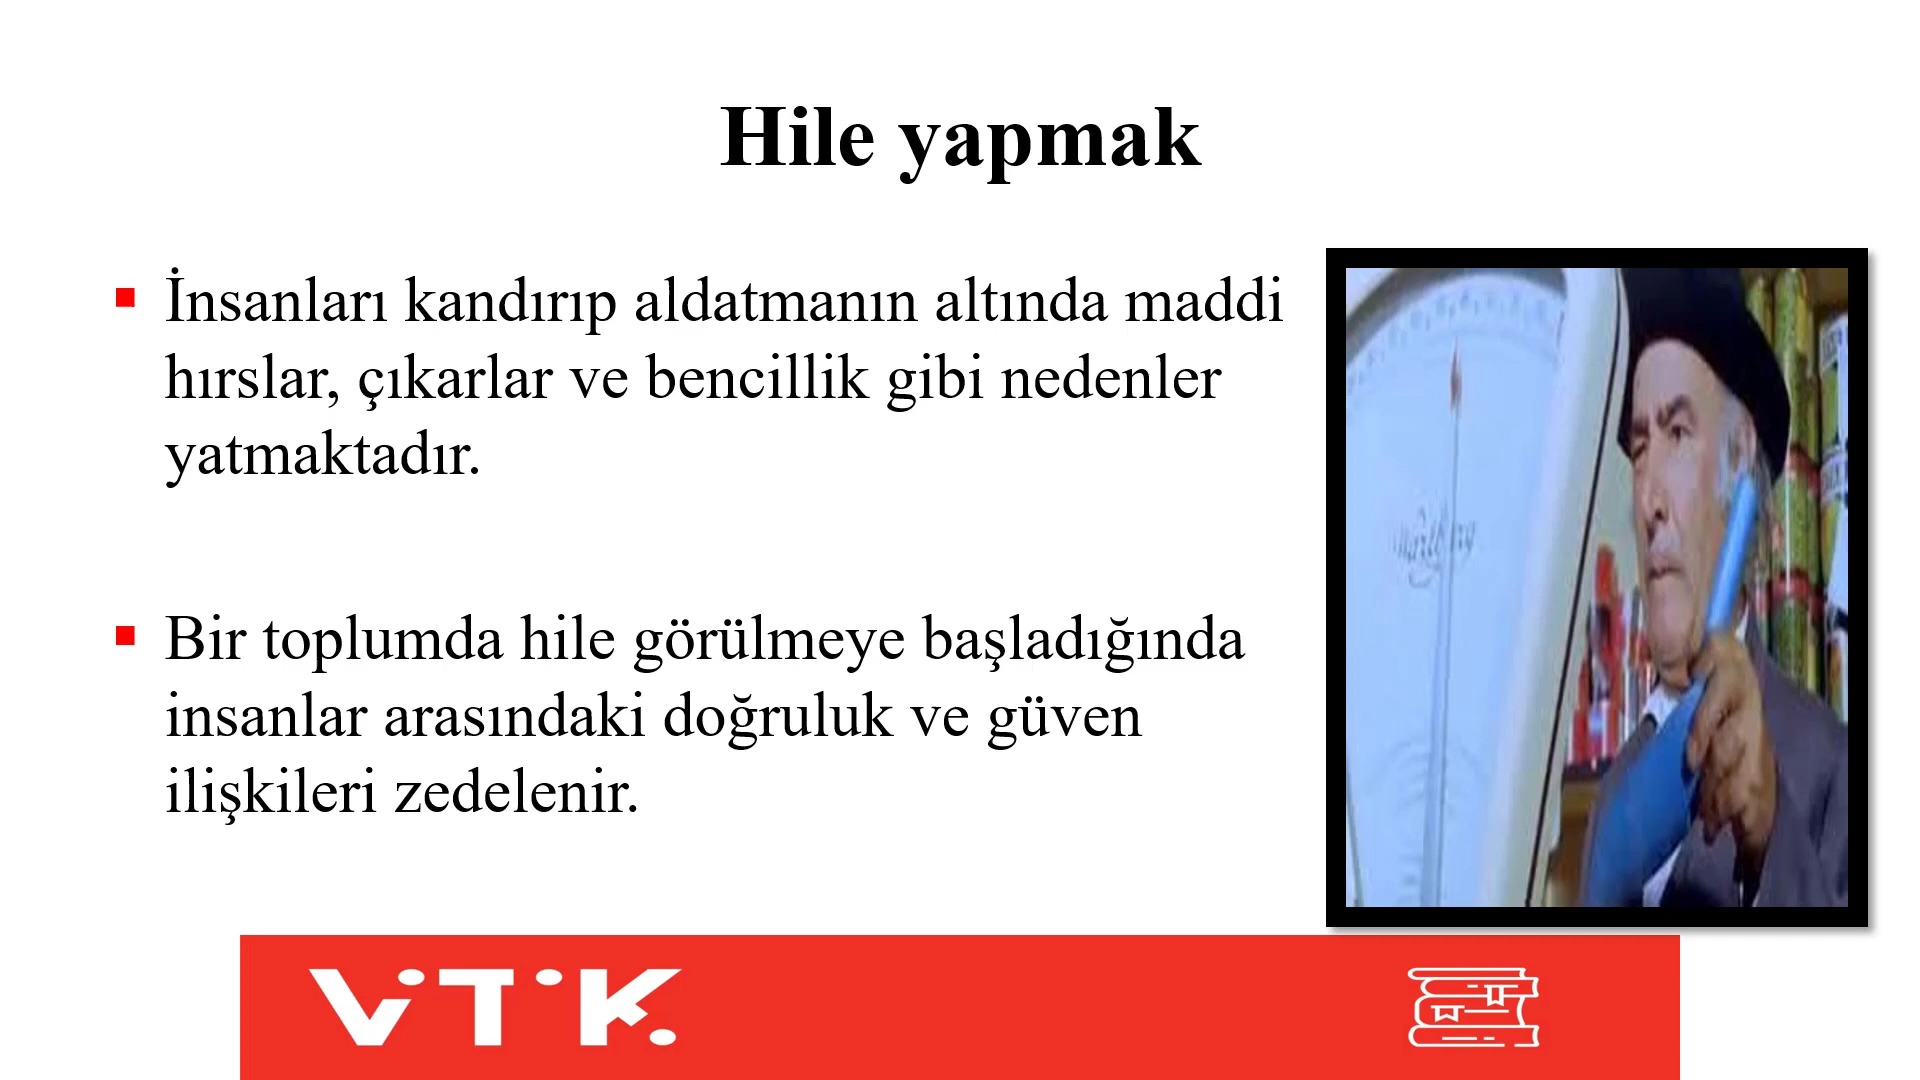 Hile yapmak
İnsanları kandırıp aldatmanın altında maddi
hırslar, çıkarlar ve bencillik gibi nedenler
yatmaktadır.
Bir toplumda hile görülmeye başladığında
insanlar arasındaki doğruluk ve güven
ilişkileri zedelenir.
ViTiK